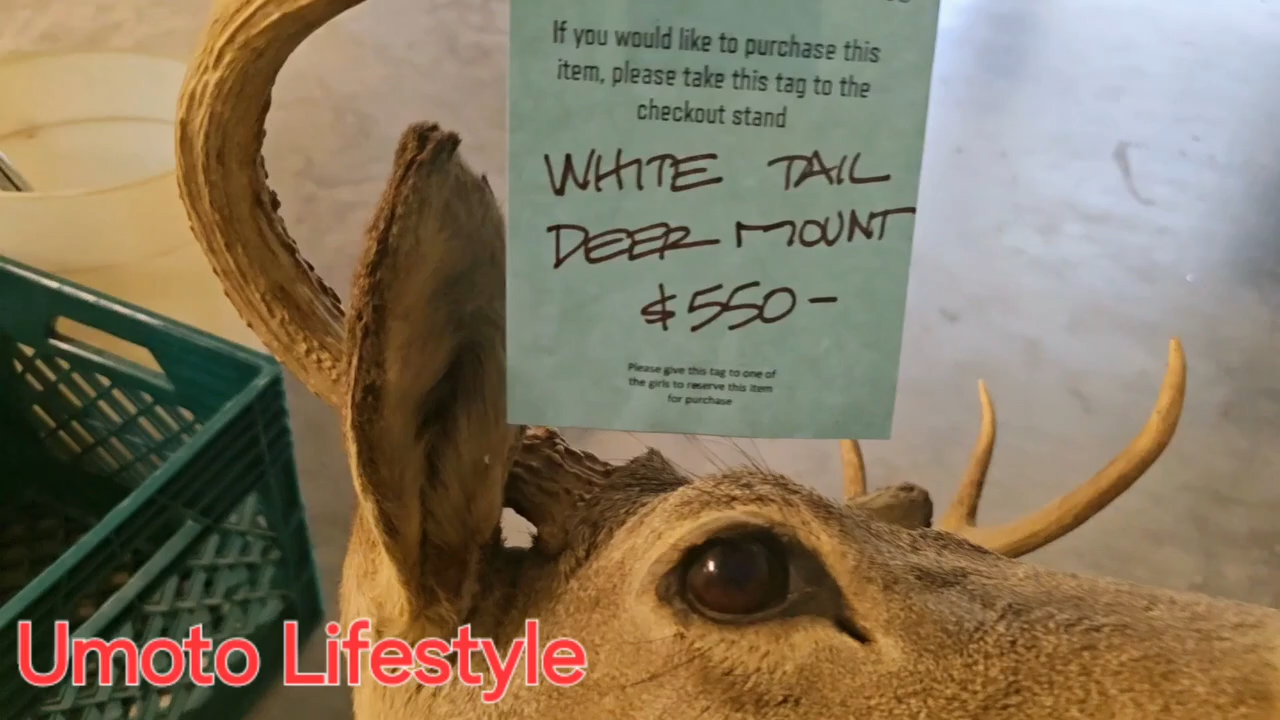 If you would like to purchase this
item, please take this tag to the
checkout stand
WHITE TAIL
DEER MOUNT
$550-
Please give this tag to one of
the girls to reserve this item
for purchase
Umoto Lifestyle